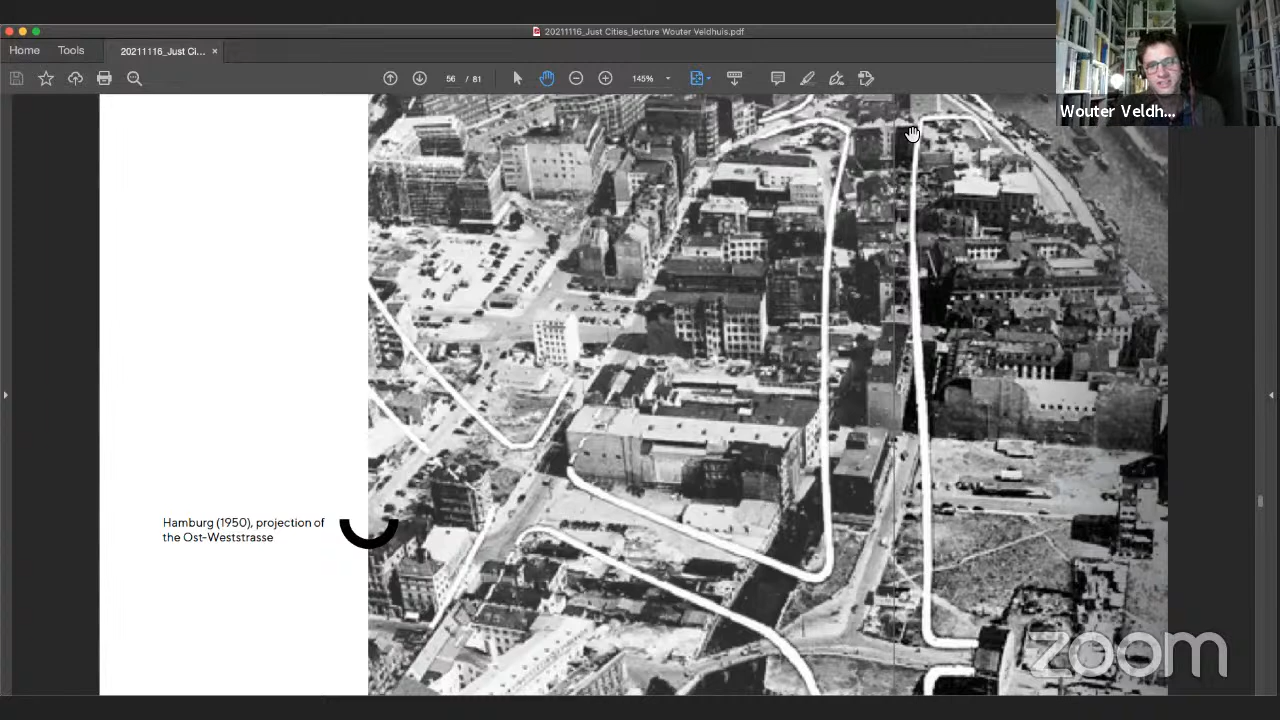 20211116_Just Cities_lecture Wouter Veldhuis.pdf
Home Tools 20211116_Just Ci... ×
56 / 81 145%
Wouter Veldh...
Hamburg (1950), projection of
the Ost-Weststrasse
zoom